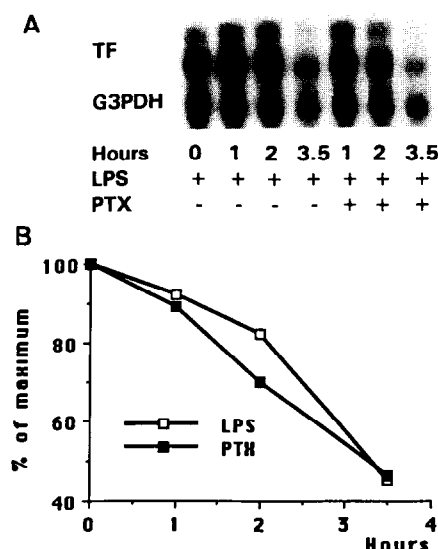 A
TF
G3PDH
Hours 0 1 2 3.5 1 2 3.5
LPS + + + + + + +
PTX - - - - + + +
B
% of maximum
100
80
60
40
LPS
PTX
0 1 2 3 4
Hours